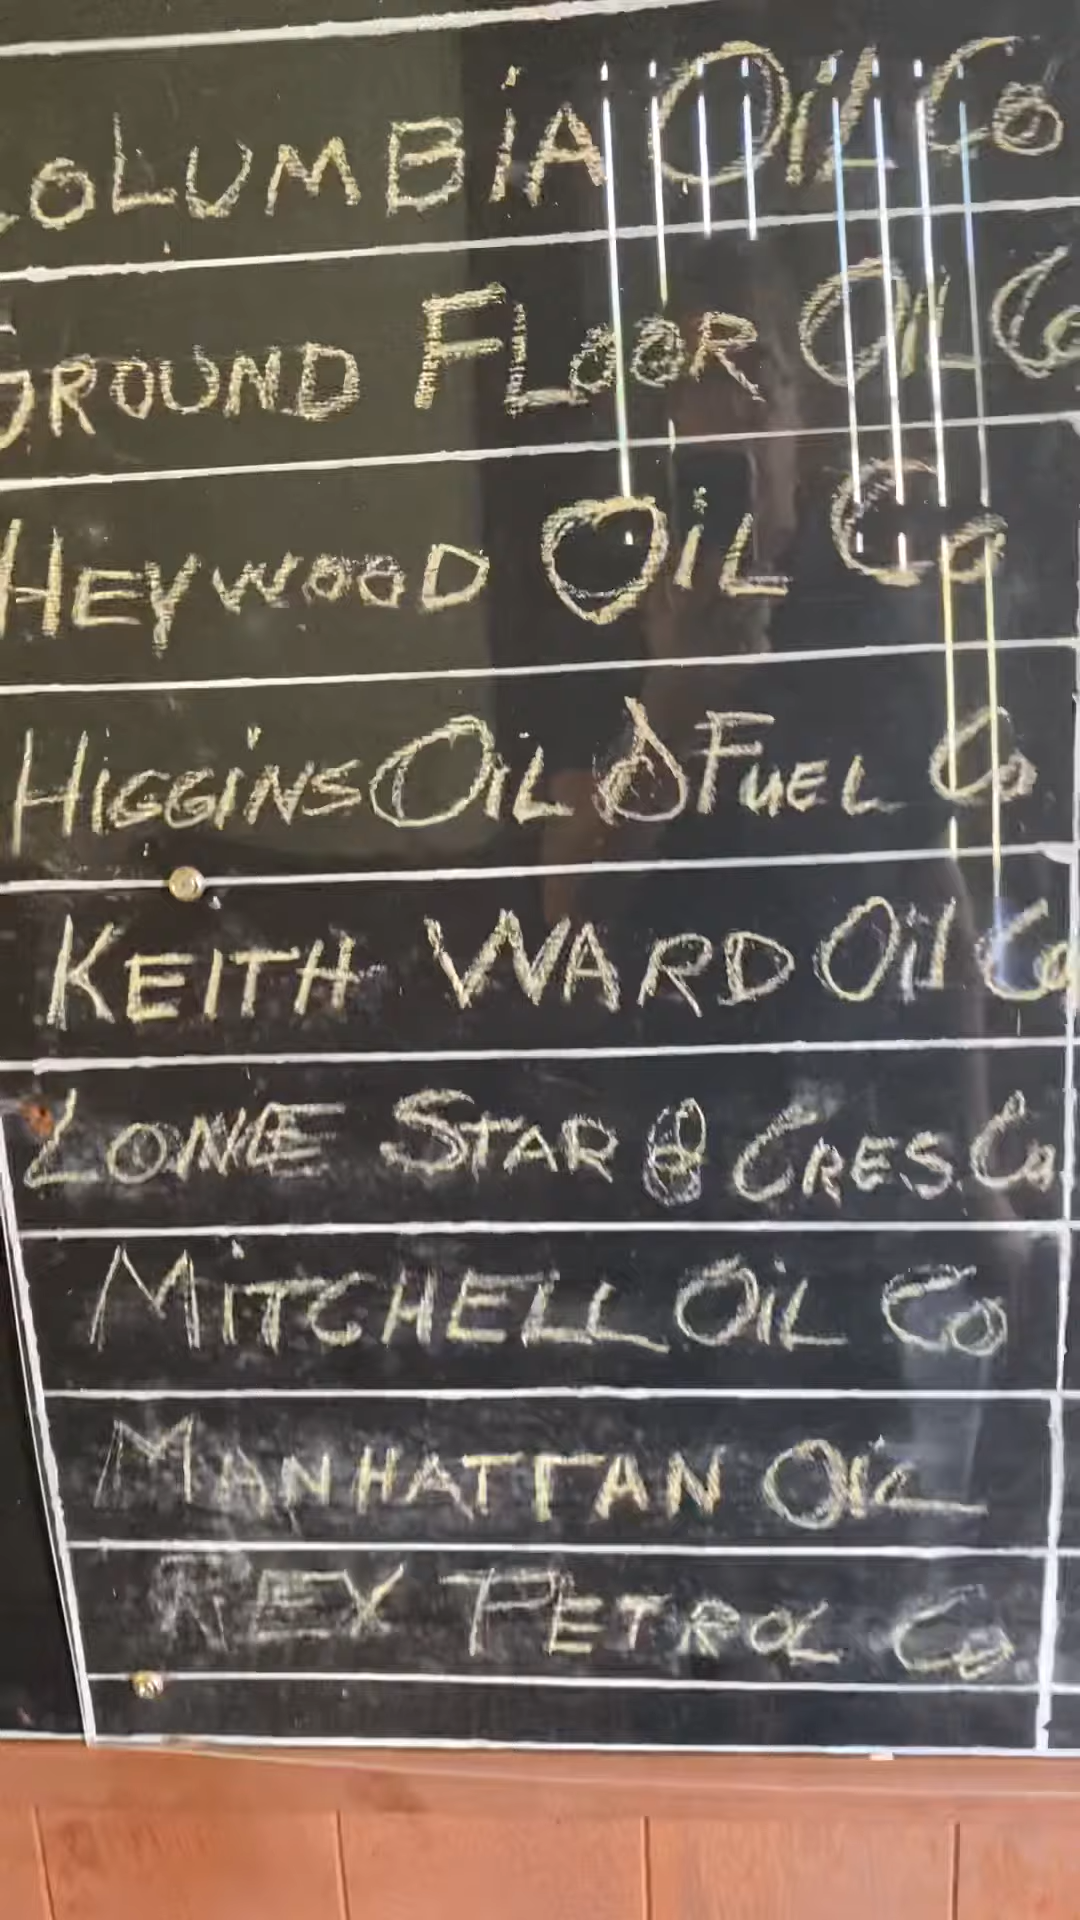 COLUMBiA OiL Co
GROUND FLOOR OIL Co
HEYWOOD OiL Co
HIGGiNS OIL & FUEL Co
KEITH WARD OiL Co
LONE STAR & CRES. Co
MiTCHELL OiL Co
MANHATTAN OiL
REX PETROL Co